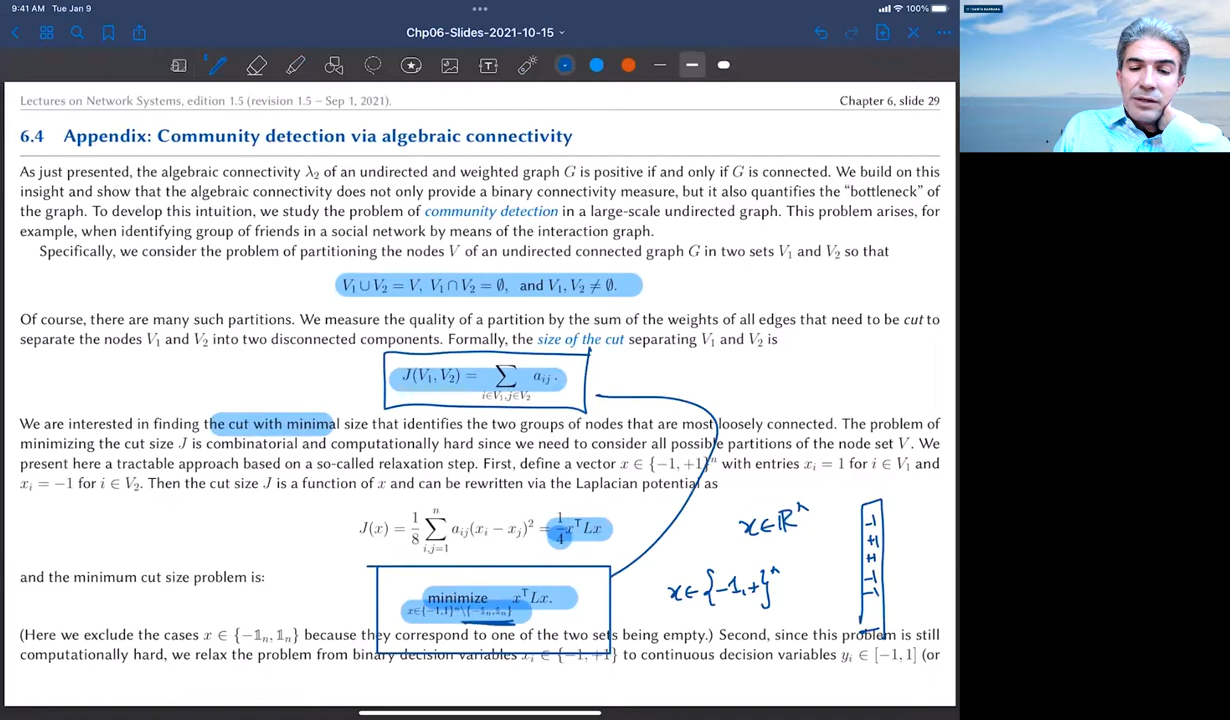 9:41 AM Tue Jan 9
100%
Chp06-Slides-2021-10-15
Lectures on Network Systems, edition 1.5 (revision 1.5 – Sep 1, 2021).
Chapter 6, slide 29
6.4 Appendix: Community detection via algebraic connectivity
As just presented, the algebraic connectivity λ₂ of an undirected and weighted graph G is positive if and only if G is connected. We build on this
insight and show that the algebraic connectivity does not only provide a binary connectivity measure, but it also quantifies the “bottleneck” of
the graph. To develop this intuition, we study the problem of community detection in a large-scale undirected graph. This problem arises, for
example, when identifying group of friends in a social network by means of the interaction graph.
Specifically, we consider the problem of partitioning the nodes V of an undirected connected graph G in two sets V₁ and V₂ so that
V₁ ∪ V₂ = V, V₁ ∩ V₂ = ∅, and V₁, V₂ ≠ ∅.
Of course, there are many such partitions. We measure the quality of a partition by the sum of the weights of all edges that need to be cut to
separate the nodes V₁ and V₂ into two disconnected components. Formally, the size of the cut separating V₁ and V₂ is
J(V₁, V₂) = ∑ aᵢⱼ.
i∈V₁,j∈V₂
We are interested in finding the cut with minimal size that identifies the two groups of nodes that are most loosely connected. The problem of
minimizing the cut size J is combinatorial and computationally hard since we need to consider all possible partitions of the node set V. We
present here a tractable approach based on a so-called relaxation step. First, define a vector x ∈ {−1, +1}ⁿ with entries xᵢ = 1 for i ∈ V₁ and
xᵢ = −1 for i ∈ V₂. Then the cut size J is a function of x and can be rewritten via the Laplacian potential as
J(x) = 1/8 ∑ⁿᵢ,ⱼ₌₁ aᵢⱼ(xᵢ − xⱼ)² = 1/4 xᵀLx
x ∈ ℝⁿ
-1
+1
+1
-1
-1
and the minimum cut size problem is:
minimize xᵀLx.
x∈{−1,1}ⁿ\{−𝟙ₙ,𝟙ₙ}
x ∈ {-1, +}ⁿ
(Here we exclude the cases x ∈ {−𝟙ₙ, 𝟙ₙ} because they correspond to one of the two sets being empty.) Second, since this problem is still
computationally hard, we relax the problem from binary decision variables xᵢ ∈ {−1, +1} to continuous decision variables yᵢ ∈ [−1, 1] (or